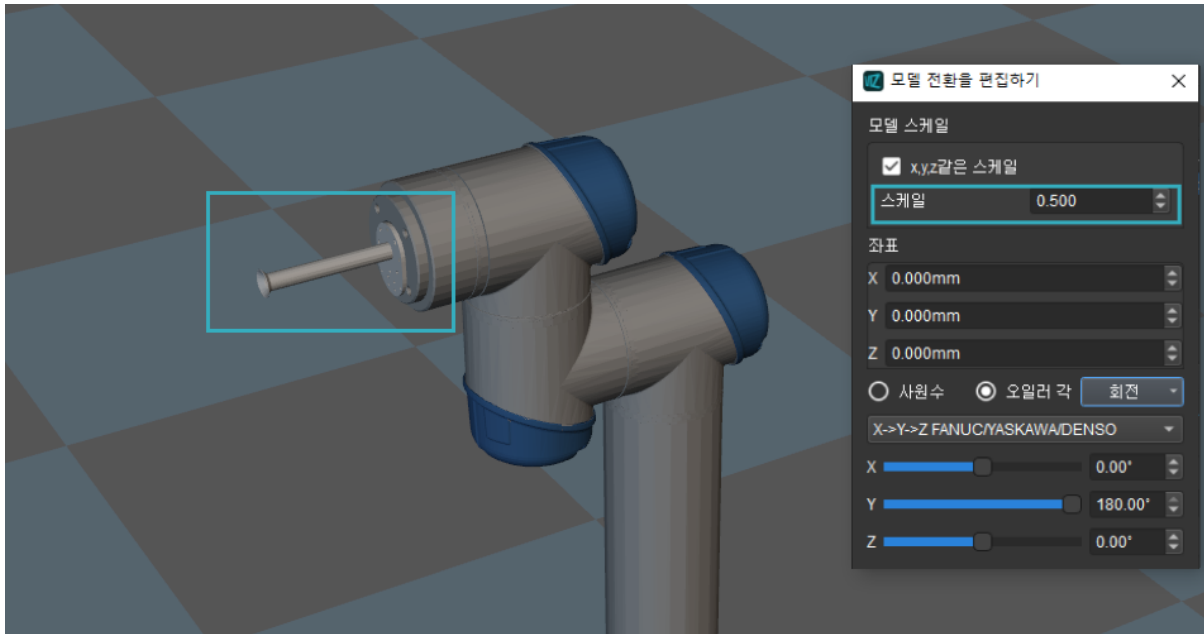 모델 전환을 편집하기
모델 스케일
x,y,z같은 스케일
스케일 0.500
좌표
X 0.000mm
Y 0.000mm
Z 0.000mm
사원수 오일러 각 회전
X->Y->Z FANUC/YASKAWA/DENSO
X 0.00°
Y 180.00°
Z 0.00°